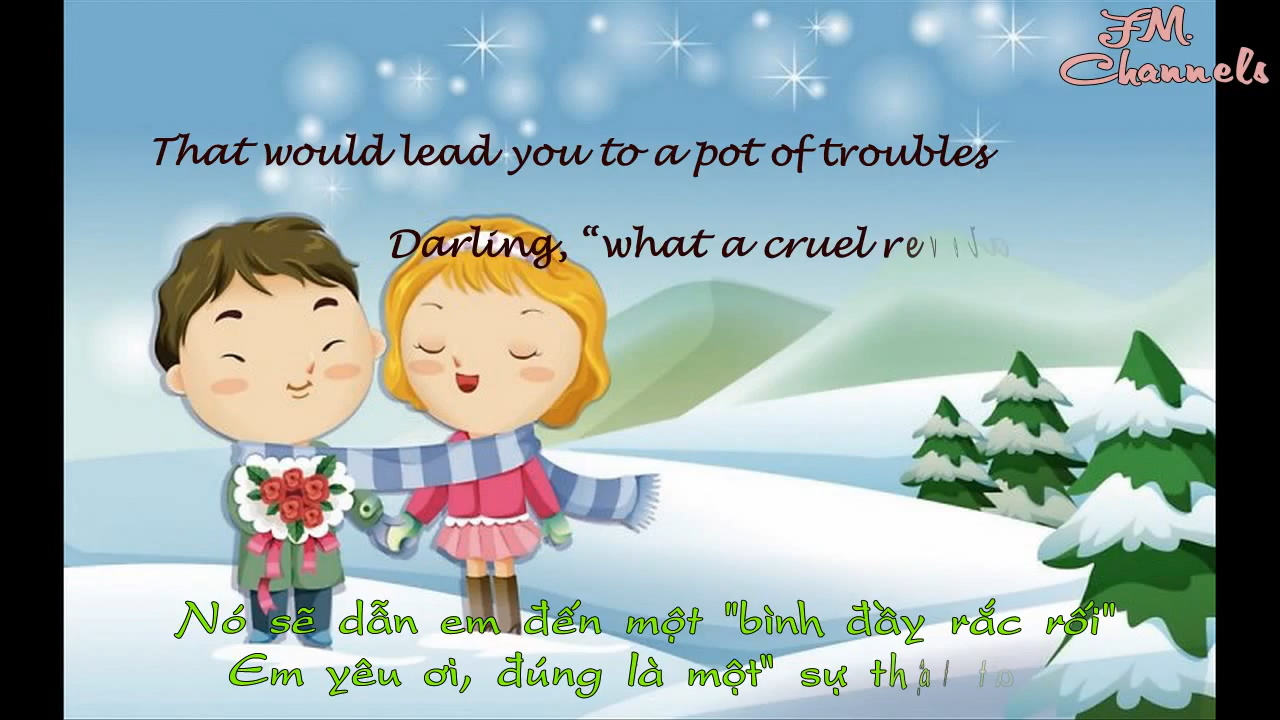 FM.
Channels
That would lead you to a pot of troubles
Darling, “what a cruel
Nó sẽ dẫn em đến một "bình đầy rắc rối"
Em yêu ơi, đúng là một" sự